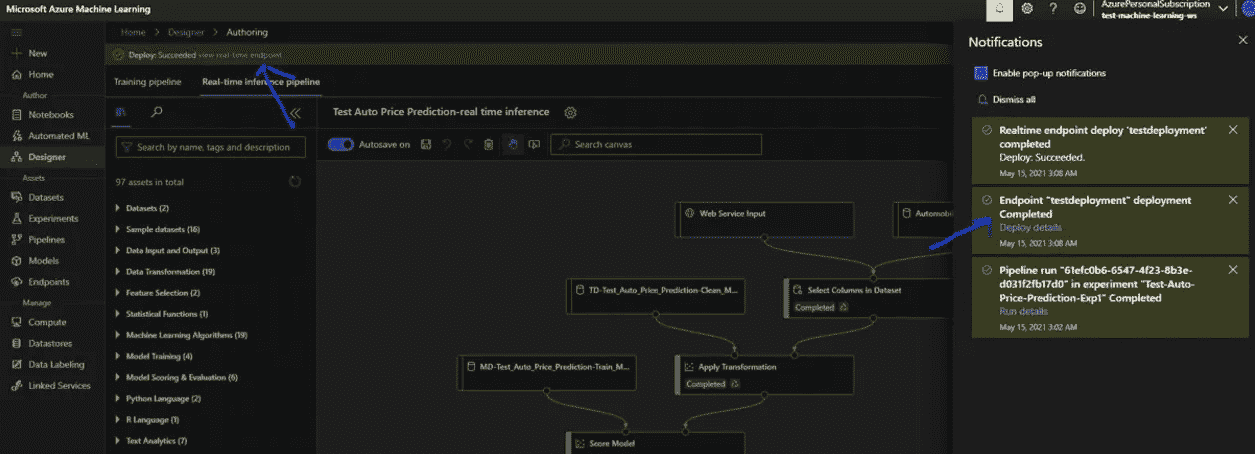 Microsoft Azure Machine Learning
AzurePersonalSubscription
test-machine-learning-ws
New
Home
Author
Notebooks
Automated ML
Designer
Assets
Datasets
Experiments
Pipelines
Models
Endpoints
Manage
Compute
Datastores
Data Labeling
Linked Services
Home > Designer > Authoring
Deploy: Succeeded view real-time endpoint
Training pipeline Real-time inference pipeline
Search by name, tags and description
97 assets in total
Datasets (2)
Sample datasets (16)
Data Input and Output (3)
Data Transformation (19)
Feature Selection (2)
Statistical Functions (1)
Machine Learning Algorithms (19)
Model Training (4)
Model Scoring & Evaluation (6)
Python Language (2)
R Language (1)
Text Analytics (7)
Test Auto Price Prediction-real time inference
Autosave on
Search canvas
Web Service Input
Automobi
TD-Test_Auto_Price_Prediction-Clean_M...
Select Columns in Dataset
Completed
MD-Test_Auto_Price_Prediction-Train_M...
Apply Transformation
Completed
Score Model
Notifications
Enable pop-up notifications
Dismiss all
Realtime endpoint deploy 'testdeployment'
completed
Deploy: Succeeded.
May 15, 2021 3:08 AM
Endpoint "testdeployment" deployment
Completed
Deploy details
May 15, 2021 3:08 AM
Pipeline run "61efc0b6-6547-4f23-8b3e-
d031f2fb17d0" in experiment "Test-Auto-
Price-Prediction-Exp1" Completed
Run details
May 15, 2021 3:02 AM